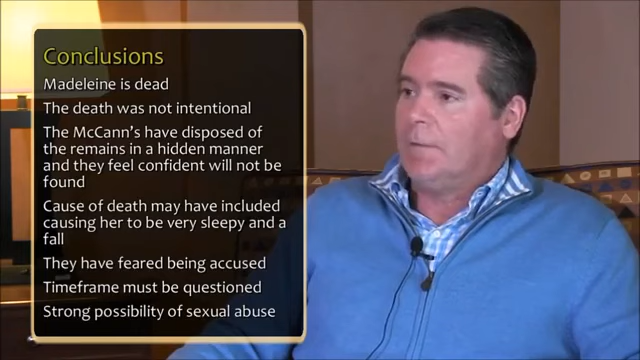 Conclusions
Madeleine is dead
The death was not intentional
The McCann's have disposed of
the remains in a hidden manner
and they feel confident will not be
found
Cause of death may have included
causing her to be very sleepy and a
fall
They have feared being accused
Timeframe must be questioned
Strong possibility of sexual abuse